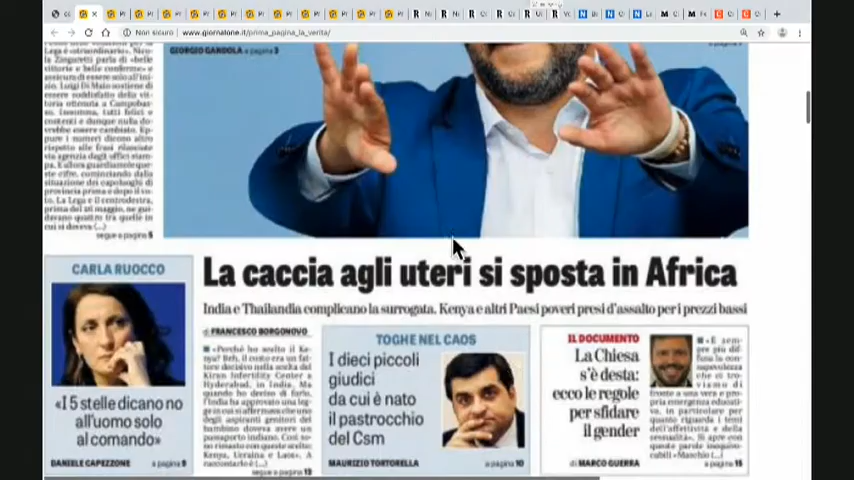 Non sicuro | www.giornalone.it/prima_pagina_la_verita/
GIORGIO GANDOLA a pagina 3
Lega è «straordinario». Nico-
la Zingaretti parla di «belle
vittorie e belle conferme» e
assicura di essere solo all'ini-
zio. Luigi Di Maio sostiene di
essere soddisfatto della
vittoria ottenuta a Campobas-
so. Insomma, tutti felici e
contenti e dunque nulla do-
vrebbe essere cambiato. Ep-
pure i numeri dicono altro
rispetto alle frasi rilasciate
via agenzia dagli uffici stam-
pa. E allora guardiamole que-
ste cifre, cominciando dalla
situazione dei capoluoghi di
provincia prima e dopo il vo-
to. La Lega e il centrodestra,
prima del 26 maggio, ne gui-
davano quattro tra quelle in
cui si doveva (...)
segue a pagina 5
La caccia agli uteri si sposta in Africa
India e Thailandia complicano la surrogata. Kenya e altri Paesi poveri presi d'assalto per i prezzi bassi
CARLA RUOCCO
«I 5 stelle dicano no
all'uomo solo
al comando»
DANIELE CAPEZZONE a pagina 9
di FRANCESCO BORGONOVO
«Perché ho scelto il Ke-
nya? Beh, il costo era un fat-
tore decisivo nella scelta del
Kiran Infertility Center a
Hyderabad, in India. Ma
quando ho deciso di farlo,
l'India ha approvato una leg-
ge in cui si affermava che uno
degli aspiranti genitori del
bambino doveva avere un
passaporto indiano. Così so-
no rimasto con queste scelte:
Kenya, Ucraina e Laos». A
raccontarlo è (...)
segue a pagina 13
TOGHE NEL CAOS
I dieci piccoli
giudici
da cui è nato
il pastrocchio
del Csm
MAURIZIO TORTORELLA a pagina 10
IL DOCUMENTO
La Chiesa
s'è desta:
ecco le regole
per sfidare
il gender
di MARCO GUERRA
«È sem-
pre più dif-
fusa la con-
sapevolezza
che ci tro-
viamo di
fronte a una vera e pro-
pria emergenza educati-
va, in particolare per
quanto riguarda i temi
dell'affettività e della
sessualità». Si apre con
queste parole inequivo-
cabili «Maschio (...)
a pagina 15